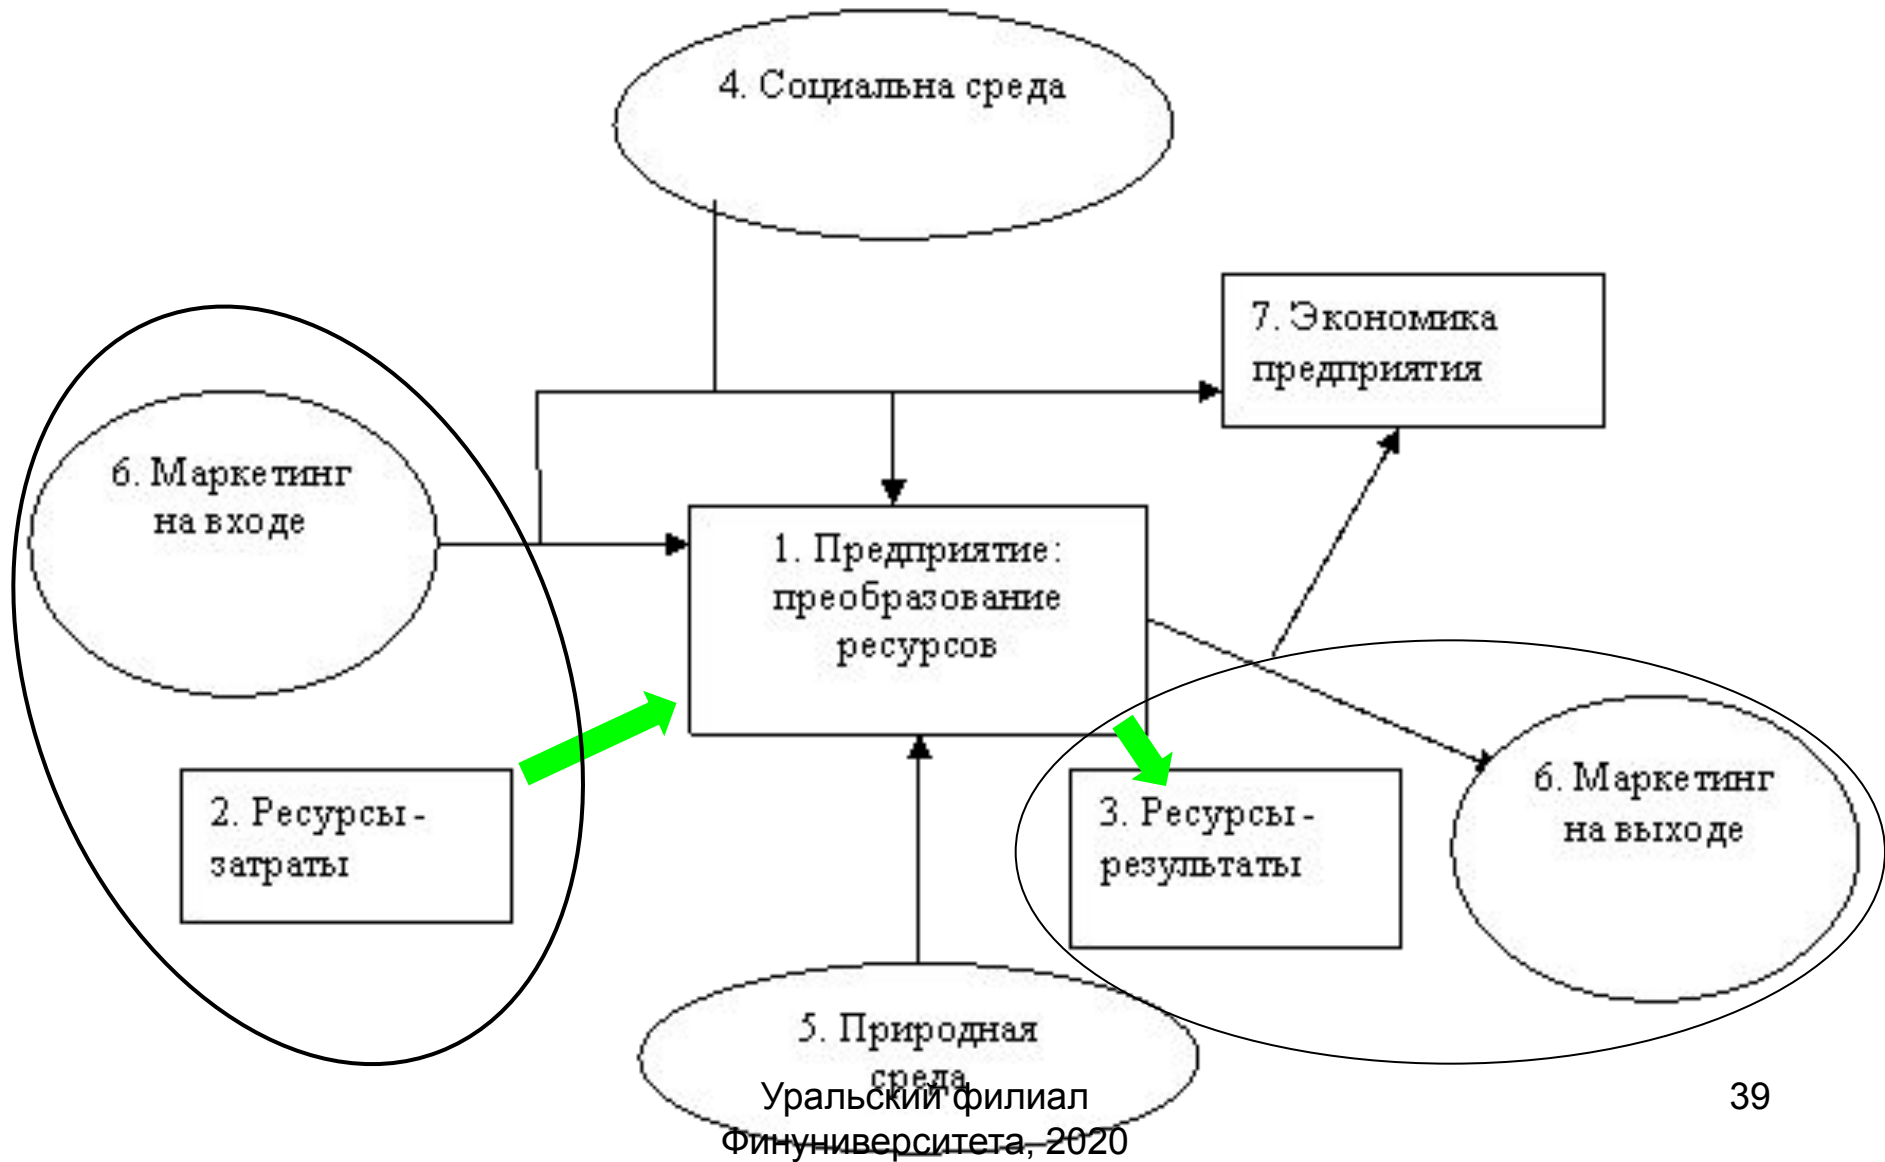 4. Социальна среда
7. Экономика
предприятия
6. Маркетинг
на входе
1. Предприятие:
преобразование
ресурсов
2. Ресурсы -
затраты
3. Ресурсы -
результаты
6. Маркетинг
на выходе
5. Природная
среда
Уральский филиал
Финуниверситета, 2020
39